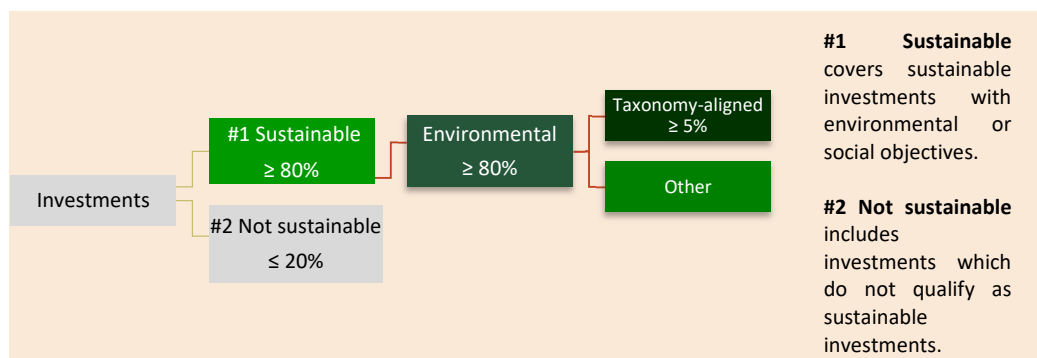 Investments
#1 Sustainable
≥ 80%
#2 Not sustainable
≤ 20%
Environmental
≥ 80%
Taxonomy-aligned
≥ 5%
Other
#1 Sustainable
covers sustainable
investments with
environmental or
social objectives.
#2 Not sustainable
includes
investments which
do not qualify as
sustainable
investments.